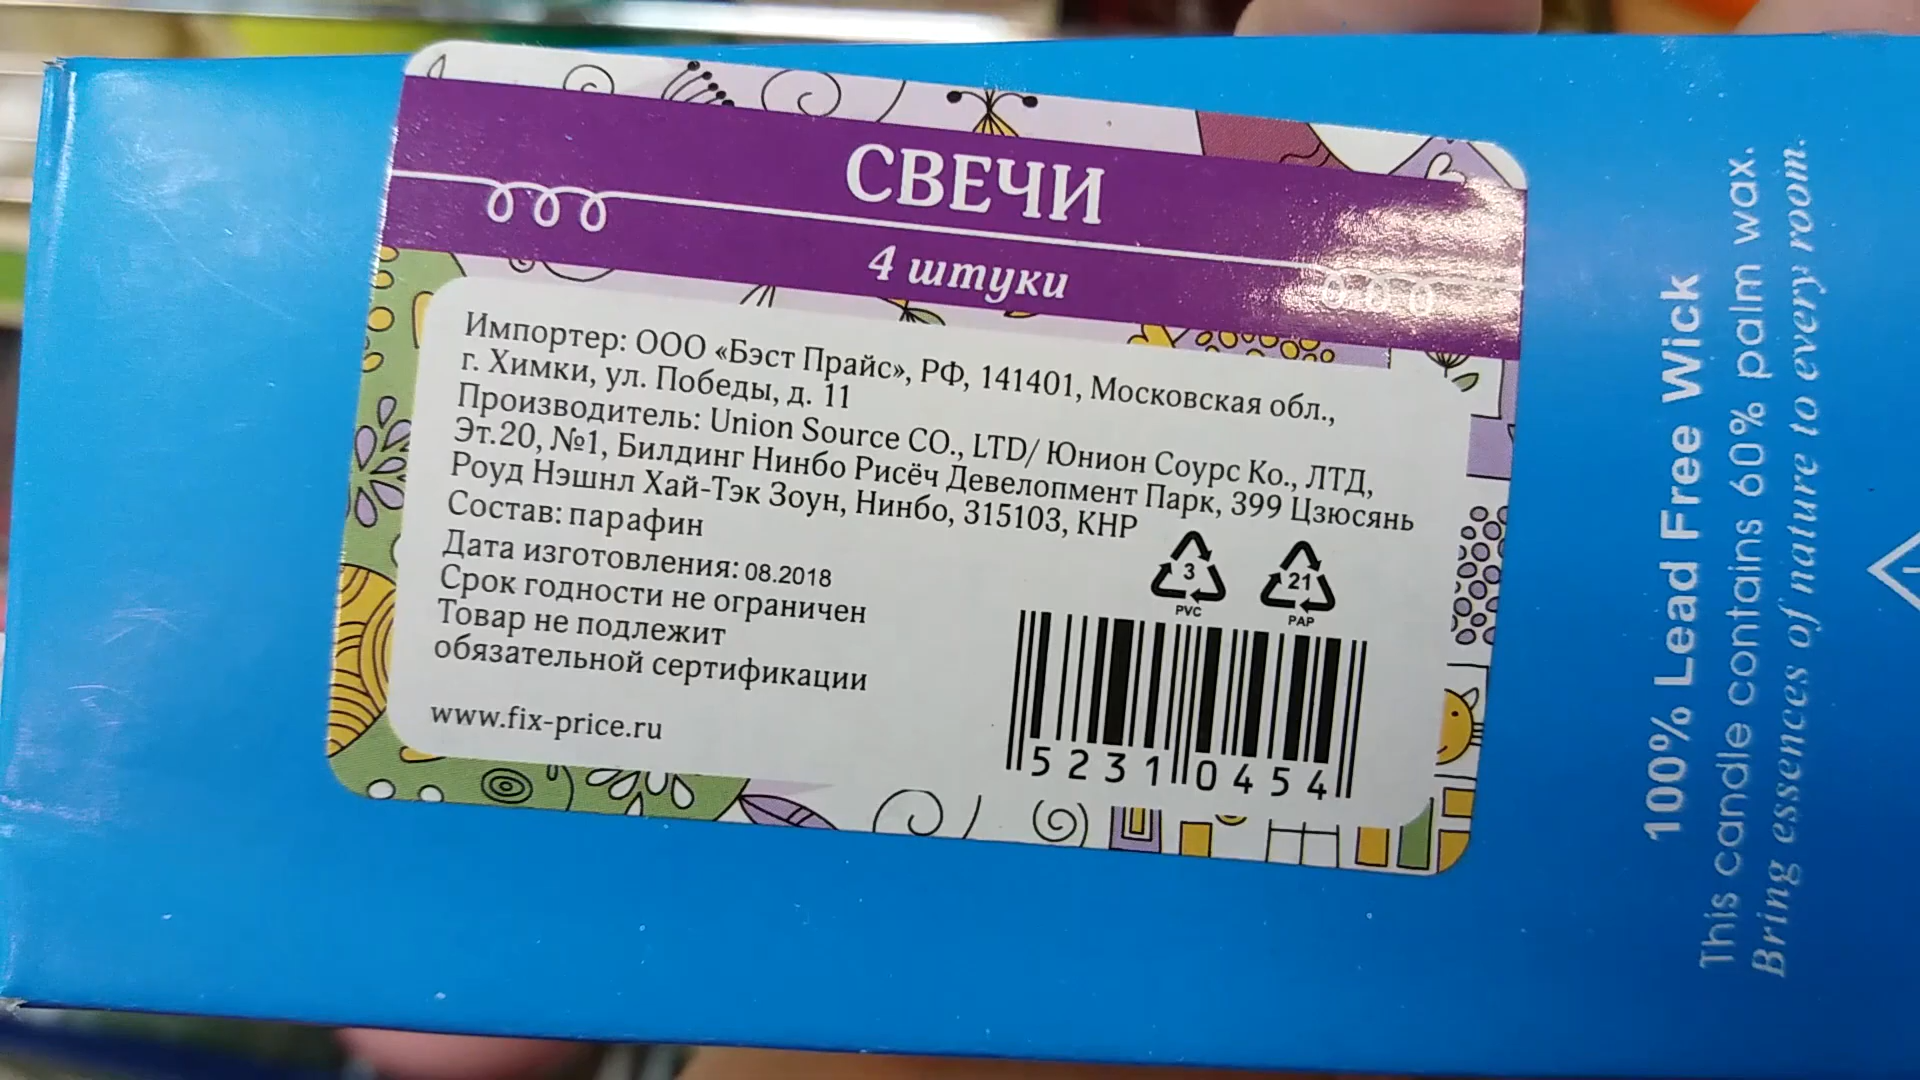 СВЕЧИ
4 штуки
Импортер: ООО «Бэст Прайс», РФ, 141401, Московская обл.,
г. Химки, ул. Победы, д. 11
Производитель: Union Source CO., LTD/ Юнион Соурс Ко., ЛТД,
Эт.20, №1, Билдинг Нинбо Рисёч Девелопмент Парк, 399 Цзюсянь
Роуд Нэшнл Хай-Тэк Зоун, Нинбо, 315103, КНР
Состав: парафин
Дата изготовления: 08.2018
Срок годности не ограничен
Товар не подлежит
обязательной сертификации
www.fix-price.ru
3
PVC
21
PAP
5231 0454
100% Lead Free Wick
This candle contains 60% palm wax.
Bring essences of nature to every room.